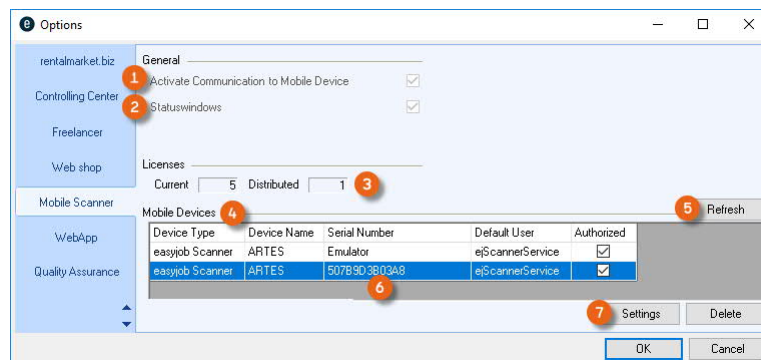 e Options
rentalmarket.biz
Controlling Center
Freelancer
Web shop
Mobile Scanner
WebApp
Quality Assurance
General
1 Activate Communication to Mobile Device
2 Statuswindows
Licenses
Current 5 Distributed 1 3
Mobile Devices 4
5 Refresh
Device Type Device Name Serial Number Default User Authorized
easyjob Scanner ARTES Emulator ejScannerService
easyjob Scanner ARTES 507B9D3B03A8 ejScannerService
6
7 Settings Delete
OK Cancel